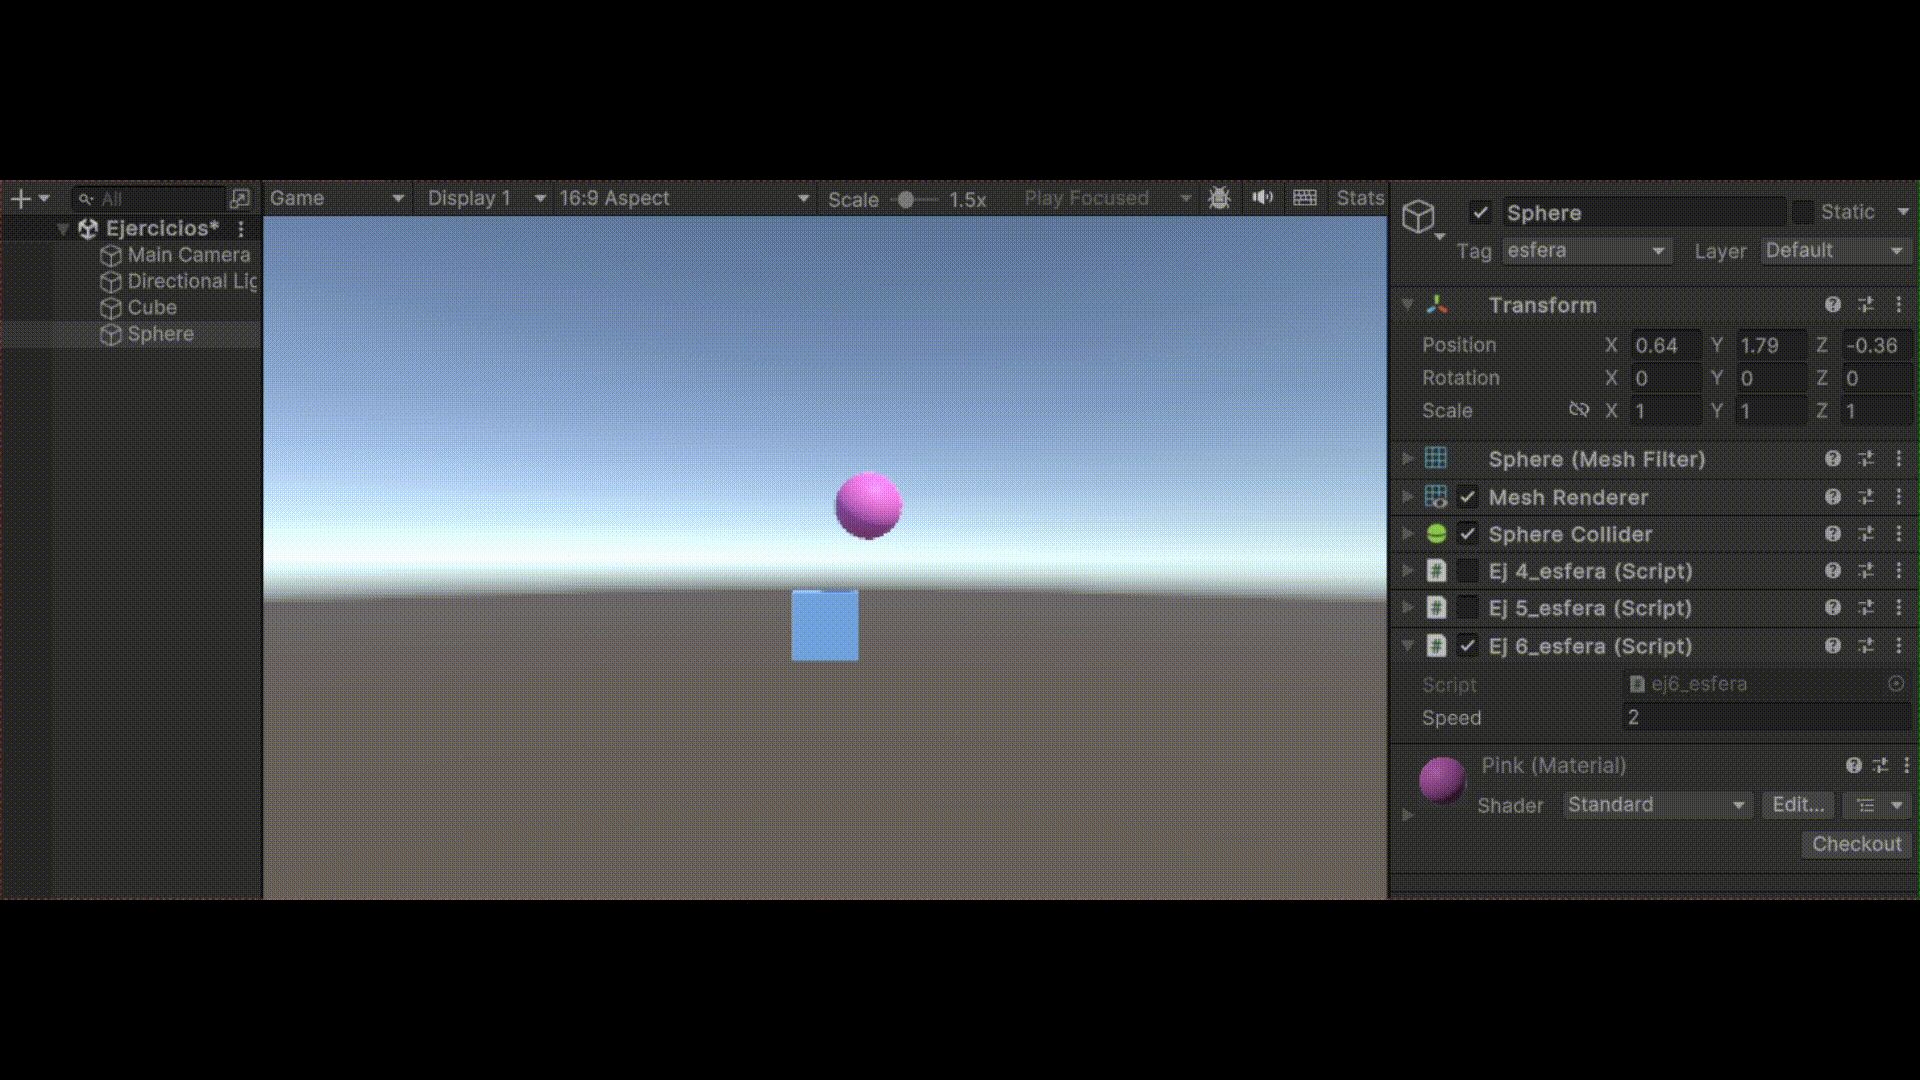 All
Ejercicios*
Main Camera
Directional Lig
Cube
Sphere
Game Display 1 16:9 Aspect Scale 1.5x Play Focused Stats
Sphere Static
Tag esfera Layer Default
Transform
Position X 0.64 Y 1.79 Z -0.36
Rotation X 0 Y 0 Z 0
Scale X 1 Y 1 Z 1
Sphere (Mesh Filter)
Mesh Renderer
Sphere Collider
# Ej 4_esfera (Script)
# Ej 5_esfera (Script)
# Ej 6_esfera (Script)
Script # ej6_esfera
Speed 2
Pink (Material)
Shader Standard Edit...
Checkout